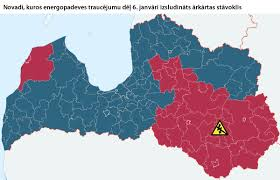 Novadi, kuros energopadeves traucējumu dēļ 6. janvārī izsludināts ārkārtas stāvoklis